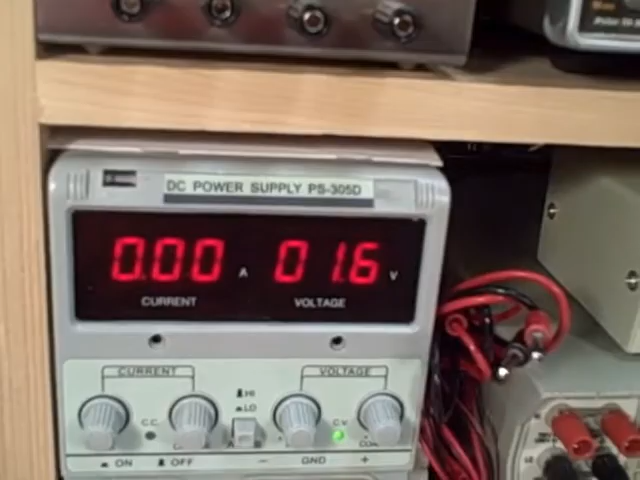 DC POWER SUPPLY PS-305D
0.00 A 01.6 V
CURRENT VOLTAGE
CURRENT VOLTAGE
HI
LO
C.C. C.V.
ON OFF - GND +